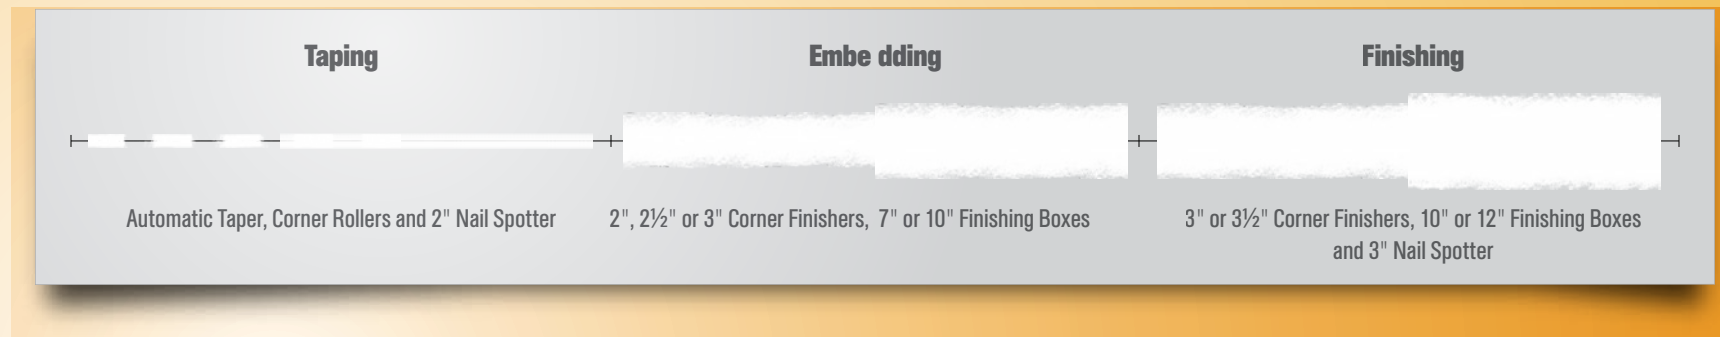 Taping
Embe dding
Finishing
Automatic Taper, Corner Rollers and 2" Nail Spotter
2", 2½" or 3" Corner Finishers, 7" or 10" Finishing Boxes
3" or 3½" Corner Finishers, 10" or 12" Finishing Boxes
and 3" Nail Spotter